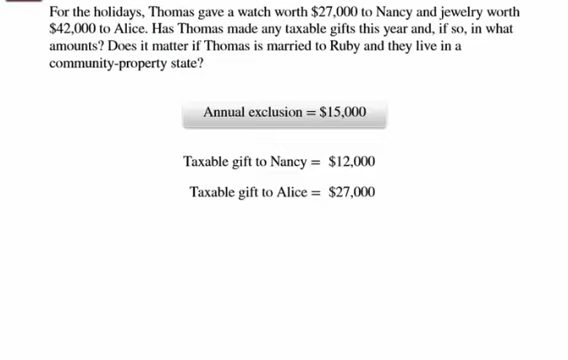 For the holidays, Thomas gave a watch worth $27,000 to Nancy and jewelry worth
$42,000 to Alice. Has Thomas made any taxable gifts this year and, if so, in what
amounts? Does it matter if Thomas is married to Ruby and they live in a
community-property state?
Annual exclusion = $15,000
Taxable gift to Nancy = $12,000
Taxable gift to Alice = $27,000